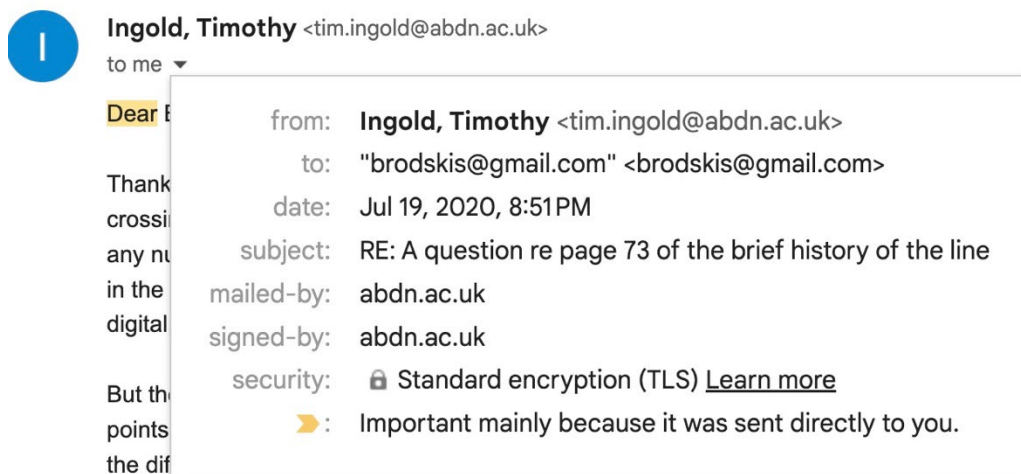 I
Ingold, Timothy <tim.ingold@abdn.ac.uk>
to me
Dear
from: Ingold, Timothy <tim.ingold@abdn.ac.uk>
to: "brodskis@gmail.com" <brodskis@gmail.com>
Thank
date: Jul 19, 2020, 8:51 PM
crossi
subject: RE: A question re page 73 of the brief history of the line
any nu
in the
mailed-by: abdn.ac.uk
digital
signed-by: abdn.ac.uk
security: Standard encryption (TLS) Learn more
But the
: Important mainly because it was sent directly to you.
points
the dif